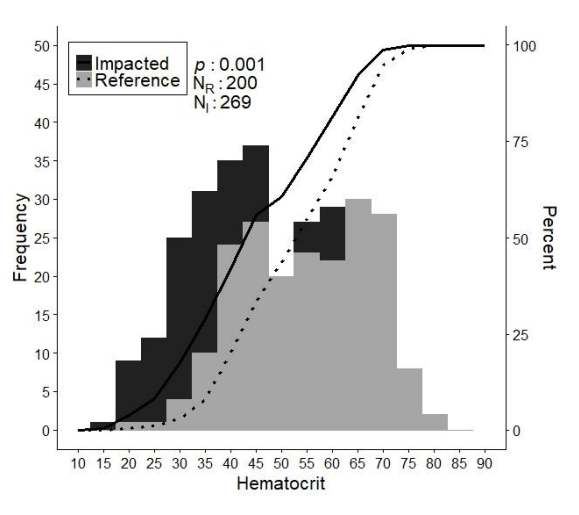 Impacted
Reference
p : 0.001
N_R : 200
N_I : 269
Frequency
50
45
40
35
30
25
20
15
10
5
0
Percent
100
75
50
25
0
10 15 20 25 30 35 40 45 50 55 60 65 70 75 80 85 90
Hematocrit